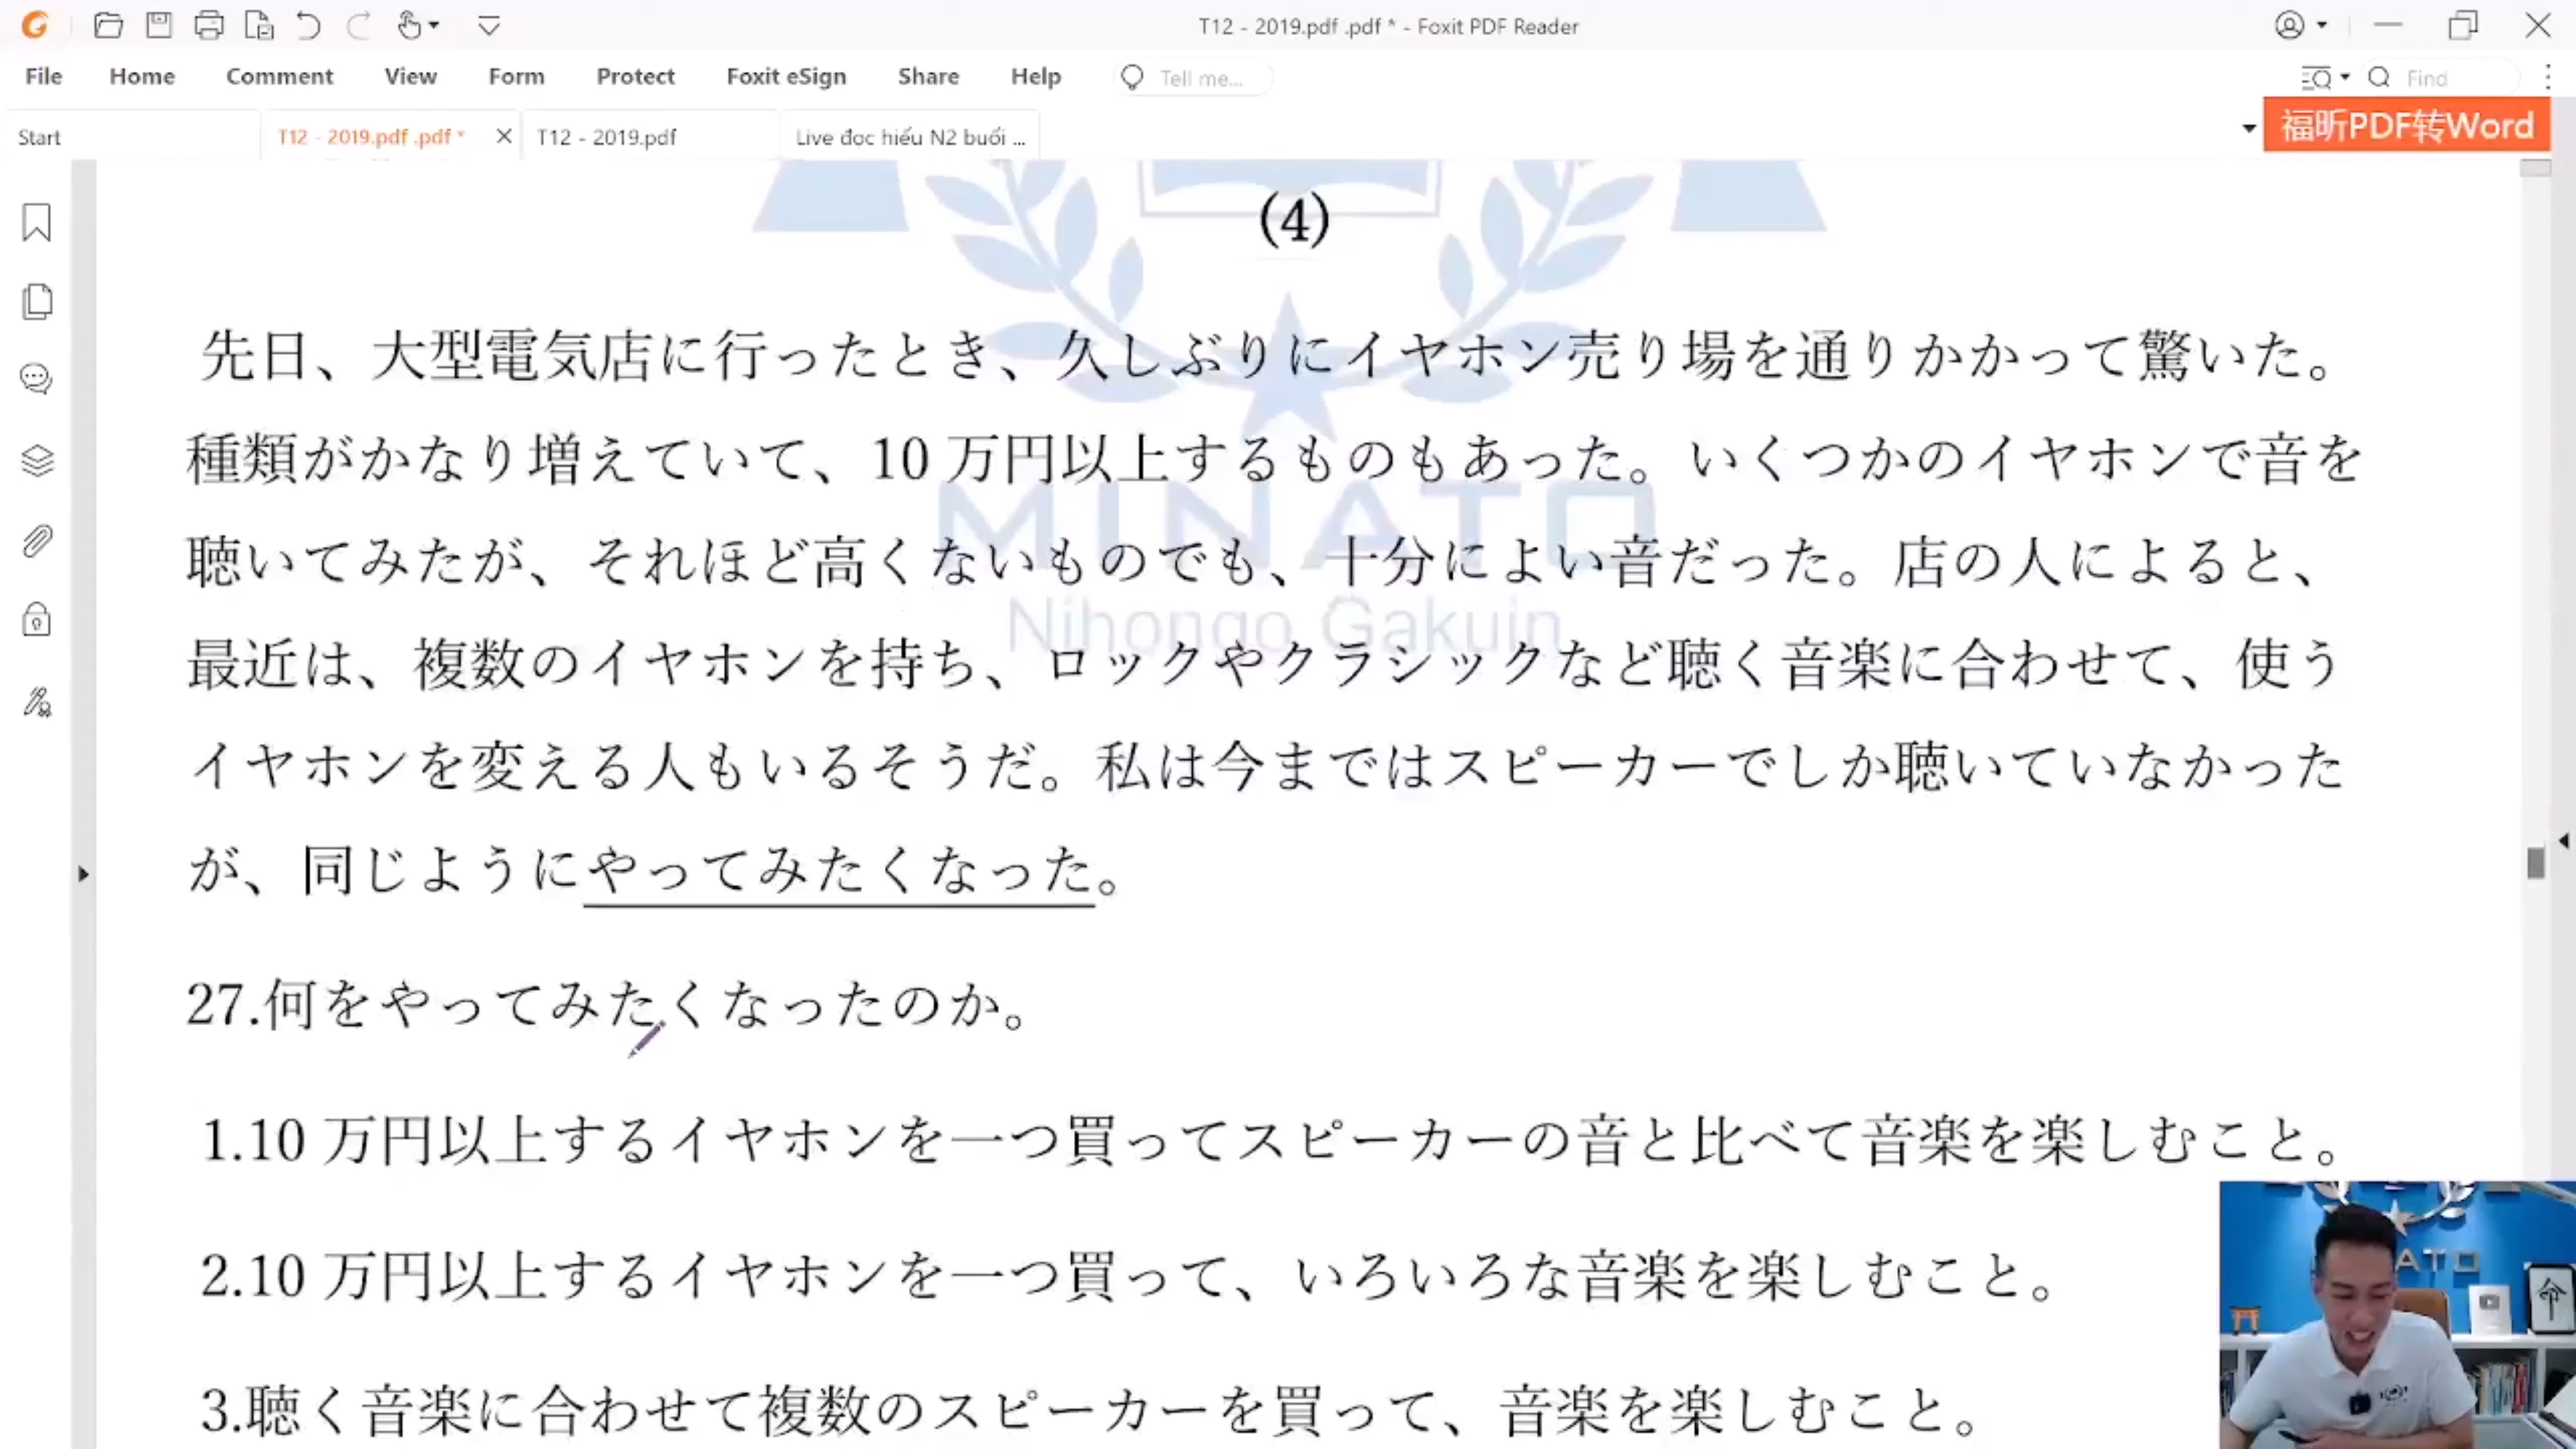 T12 - 2019.pdf .pdf * - Foxit PDF Reader
File Home Comment View Form Protect Foxit eSign Share Help Tell me... Find
Start T12 - 2019.pdf .pdf * T12 - 2019.pdf Live đọc hiểu N2 buổi ... 福昕PDF转Word
(4)
先日、大型電気店に行ったとき、久しぶりにイヤホン売り場を通りかかって驚いた。
種類がかなり増えていて、10 万円以上するものもあった。いくつかのイヤホンで音を
MINATO
聴いてみたが、それほど高くないものでも、十分によい音だった。店の人によると、
Nihongo Gakuin
最近は、複数のイヤホンを持ち、ロックやクラシックなど聴く音楽に合わせて、使う
イヤホンを変える人もいるそうだ。私は今まではスピーカーでしか聴いていなかった
が、同じようにやってみたくなった。
27.何をやってみたくなったのか。
1.10 万円以上するイヤホンを一つ買ってスピーカーの音と比べて音楽を楽しむこと。
2.10 万円以上するイヤホンを一つ買って、いろいろな音楽を楽しむこと。
3.聴く音楽に合わせて複数のスピーカーを買って、音楽を楽しむこと。
ATO